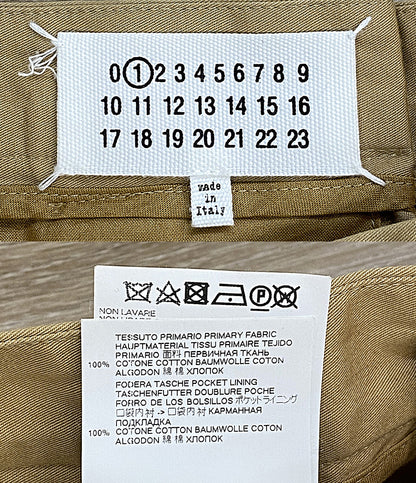 0 1 2 3 4 5 6 7 8 9
10 11 12 13 14 15 16
17 18 19 20 21 22 23
made
in
Italy
P
NON LAVARE
TESSUTO PRIMARIO PRIMARY FABRIC
HAUPTMATERIAL TISSU PRIMAIRE TEJIDO
PRIMARIO 面料 ПЕРВИЧНАЯ ТКАНЬ
100% COTONE COTTON BAUMWOLLE COTON
ALGODON 綿 棉 ХЛОПОК
FODERA TASCHE POCKET LINING
TASCHENFUTTER DOUBLURE POCHE
FORRO DE LOS BOLSILLOS ポケットライニング
口袋内衬 -> 口袋内衬 КАРМАННАЯ
ПОДКЛАДКА
100% COTONE COTTON BAUMWOLLE COTON
ALGODON 綿 棉 ХЛОПОК